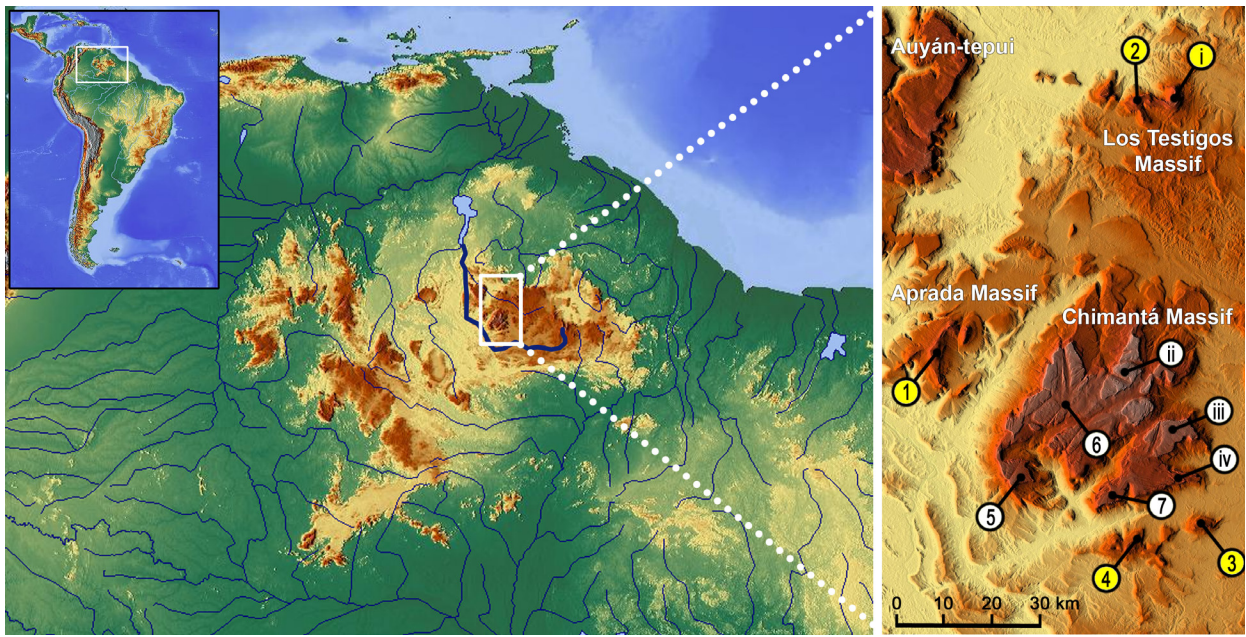 Auyán-tepui
2
i
Los Testigos
Massif
Aprada Massif
Chimantá Massif
ii
1
iii
6
iv
5
7
3
4
0 10 20 30 km